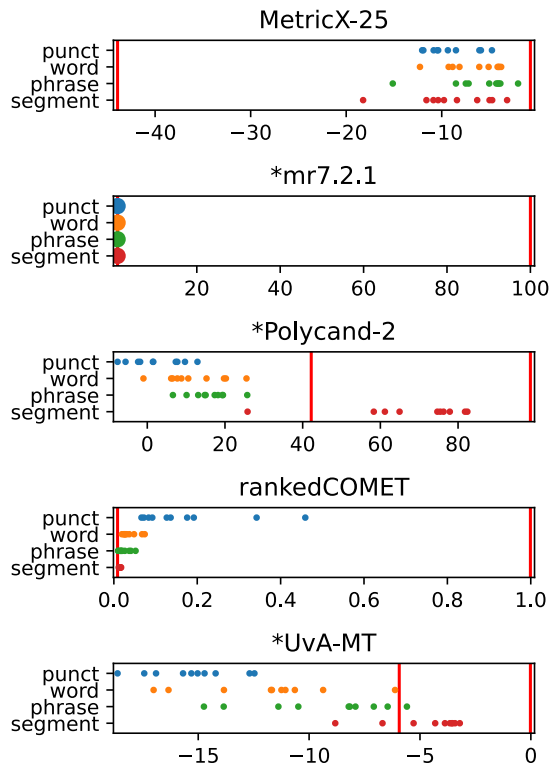 MetricX-25
punct
word
phrase
segment
−40 −30 −20 −10
*mr7.2.1
punct
word
phrase
segment
20 40 60 80 100
*Polycand-2
punct
word
phrase
segment
0 20 40 60 80
rankedCOMET
punct
word
phrase
segment
0.0 0.2 0.4 0.6 0.8 1.0
*UvA-MT
punct
word
phrase
segment
−15 −10 −5 0